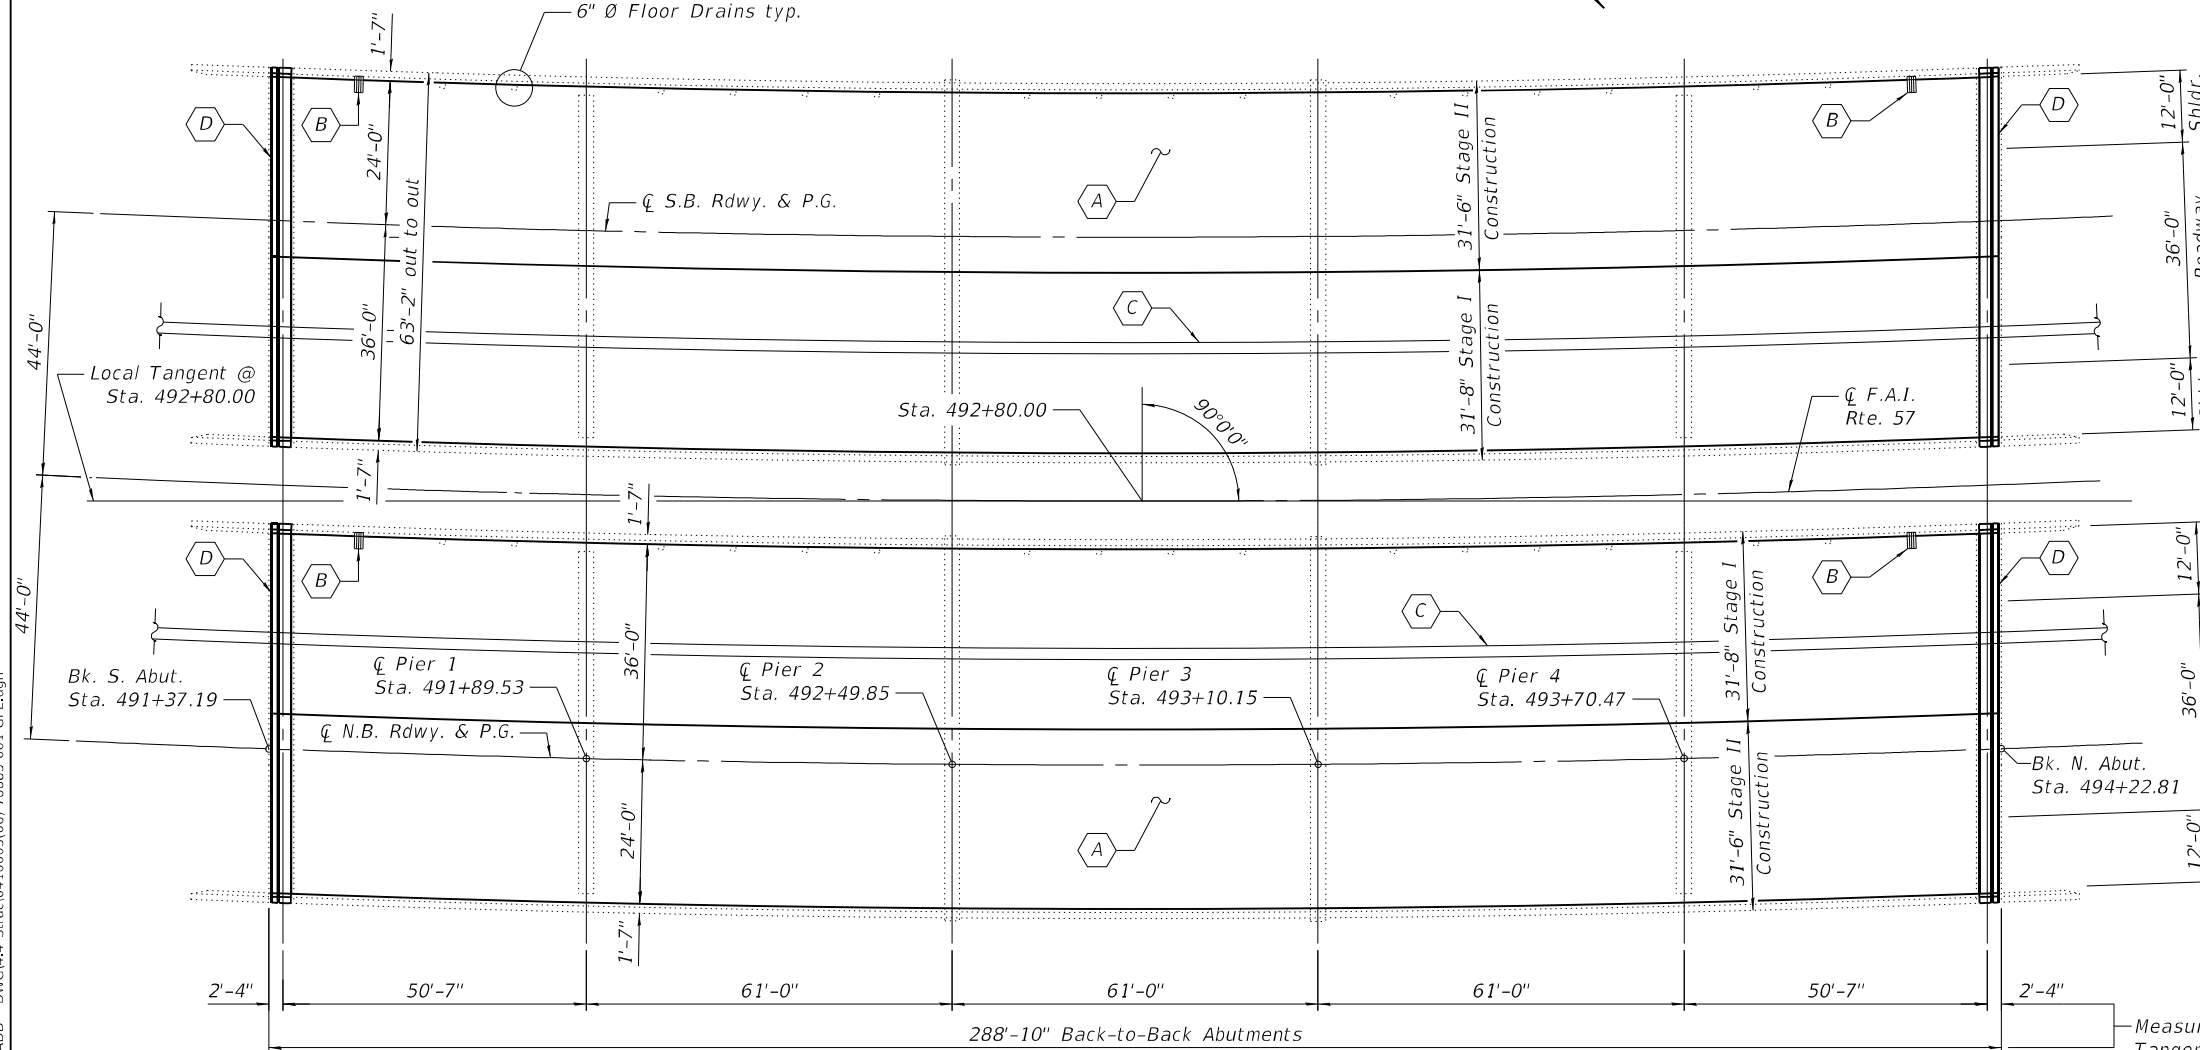 6" Ø Floor Drains typ.
1'-7"
D
B
24'-0"
63'-2" out to out
℄ S.B. Rdwy. & P.G.
A
31'-6" Stage II
Construction
B
D
12'-0"
Shldr.
36'-0"
Roadway
12'-0"
44'-0"
36'-0"
C
31'-8" Stage I
Construction
Local Tangent @
Sta. 492+80.00
Sta. 492+80.00
90°0'0"
℄ F.A.I.
Rte. 57
1'-7"
1'-7"
44'-0"
D
B
36'-0"
C
31'-8" Stage I
Construction
B
D
12'-0"
36'-0"
12'-0"
Bk. S. Abut.
Sta. 491+37.19
℄ Pier 1
Sta. 491+89.53
℄ Pier 2
Sta. 492+49.85
℄ Pier 3
Sta. 493+10.15
℄ Pier 4
Sta. 493+70.47
℄ N.B. Rdwy. & P.G.
Bk. N. Abut.
Sta. 494+22.81
24'-0"
A
31'-6" Stage II
Construction
1'-7"
2'-4"
50'-7"
61'-0"
61'-0"
61'-0"
50'-7"
2'-4"
288'-10" Back-to-Back Abutments
Measur
Tangen